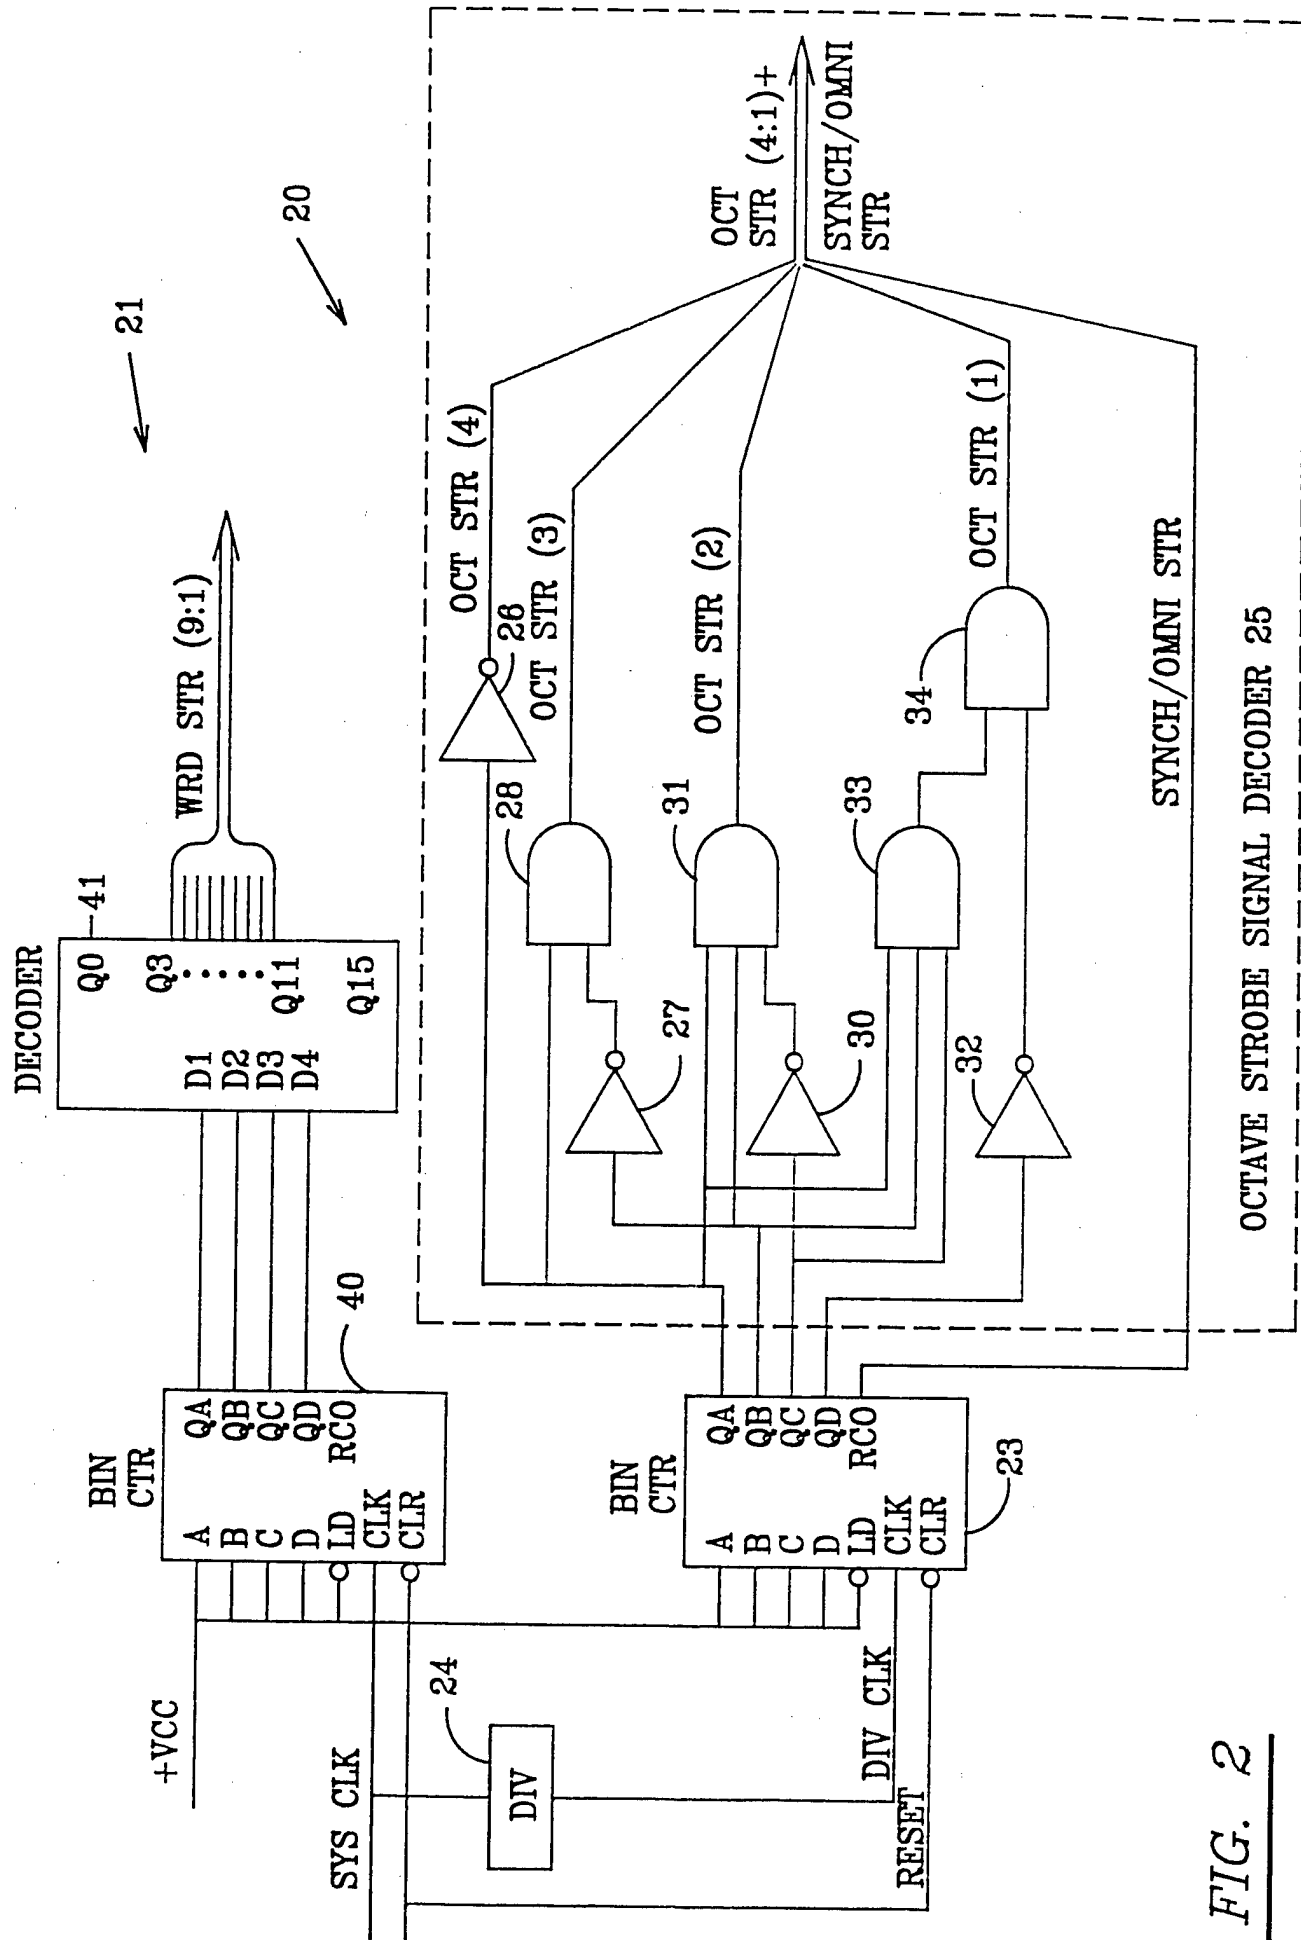 21
20
DECODER
41
Q0
Q3
Q11
Q15
D1
D2
D3
D4
WRD STR (9:1)
BIN
CTR
40
A
B
C
D
LD
CLK
CLR
QA
QB
QC
QD
RCO
+VCC
SYS CLK
24
DIV
DIV CLK
RESET
BIN
CTR
23
A
B
C
D
LD
CLK
CLR
QA
QB
QC
QD
RCO
OCT STR (4)
26
OCT STR (3)
28
27
OCT STR (2)
31
30
33
32
34
OCT STR (1)
SYNCH/OMNI STR
OCT
STR (4:1)+
SYNCH/OMNI
STR
OCTAVE STROBE SIGNAL DECODER 25
FIG. 2